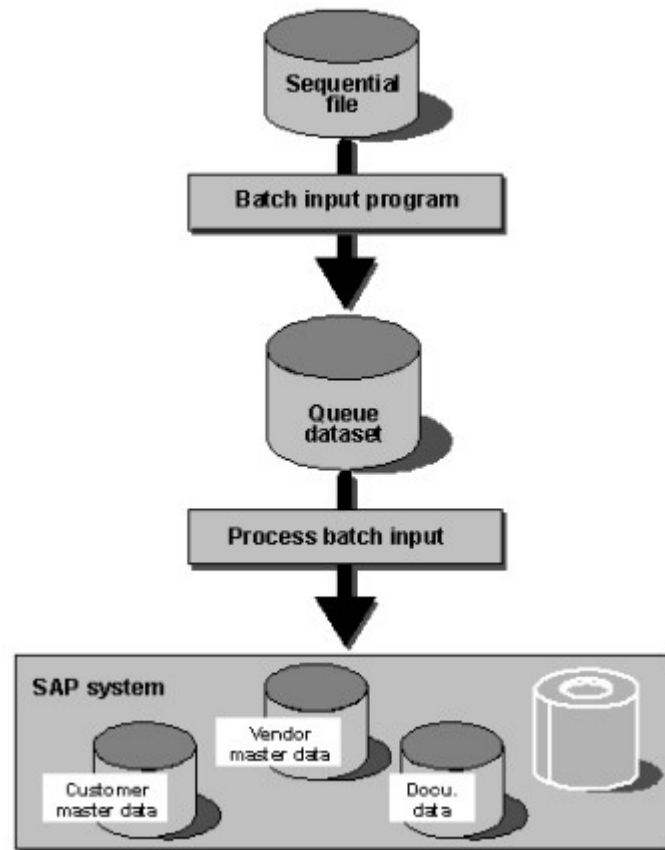 Sequential
file
Batch input program
Queue
dataset
Process batch input
SAP system
Vendor
master data
Customer
master data
Docu.
data